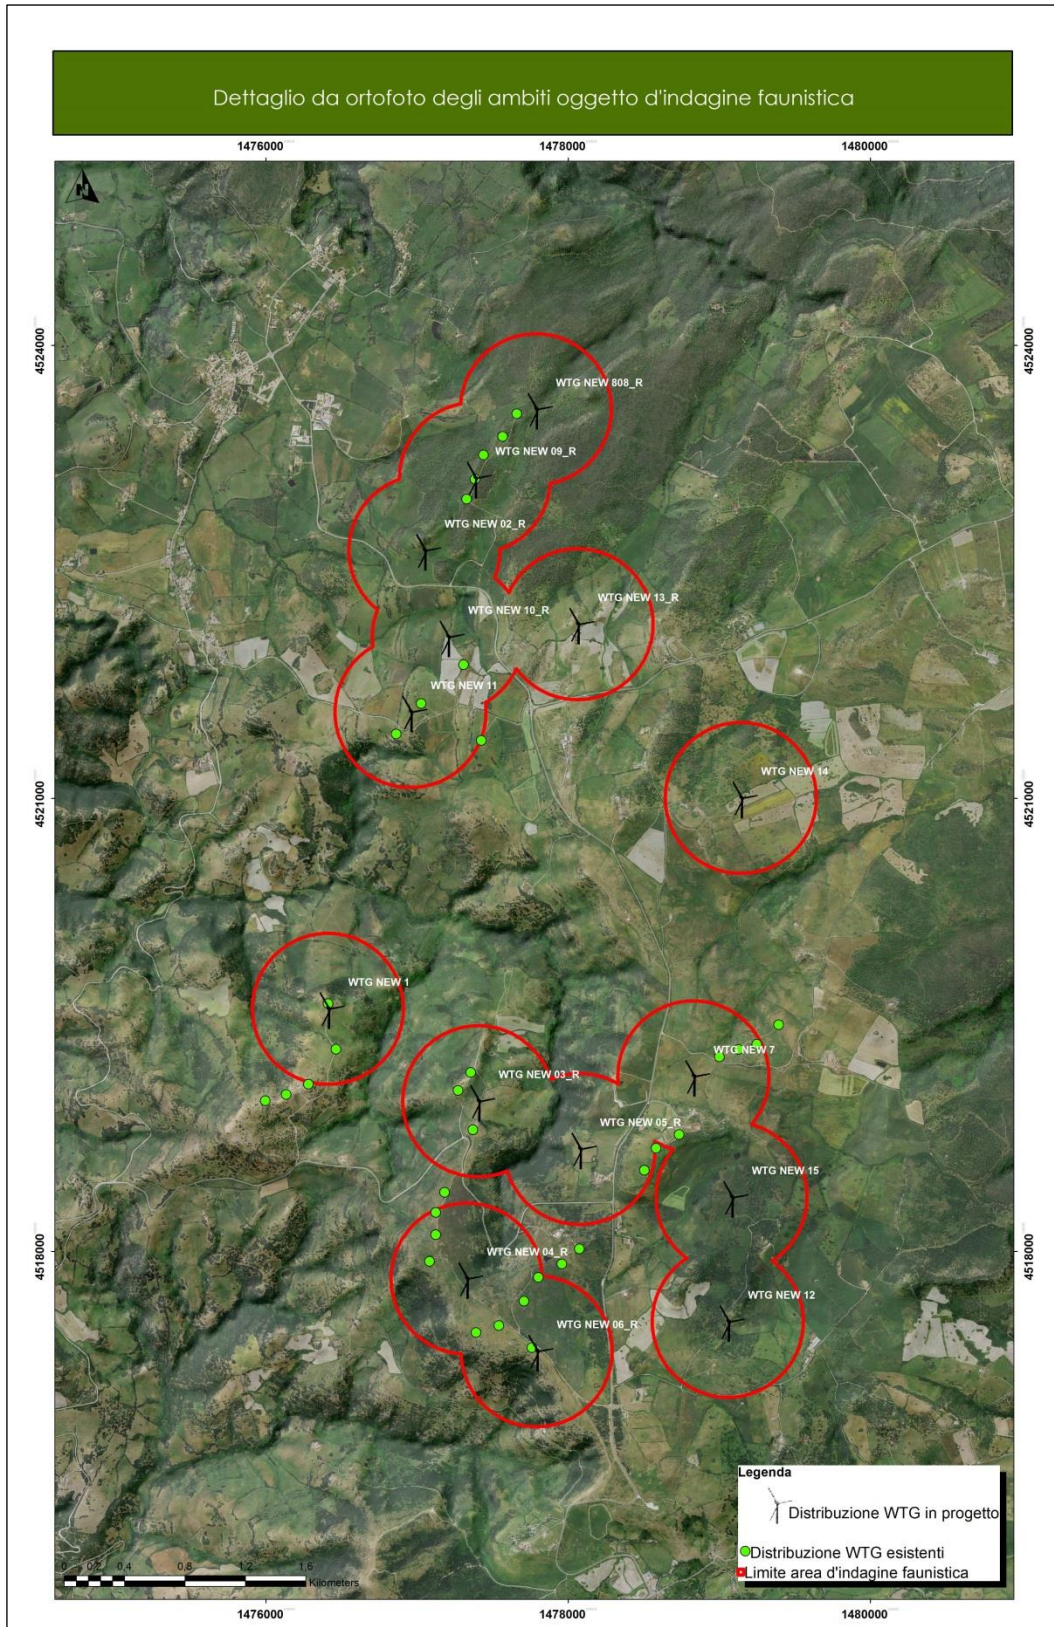 Dettaglio da ortofoto degli ambiti oggetto d'indagine faunistica
1476000 1478000 1480000
N
4524000 4524000
WTG NEW 808_R
WTG NEW 09_R
WTG NEW 02_R
WTG NEW 13_R
WTG NEW 10_R
WTG NEW 11
WTG NEW 14
4521000 4521000
WTG NEW 1
WTG NEW 7
WTG NEW 03_R
WTG NEW 05_R
WTG NEW 15
WTG NEW 04_R
4518000 4518000
WTG NEW 12
WTG NEW 06_R
Legenda
Distribuzione WTG in progetto
Distribuzione WTG esistenti
Limite area d'indagine faunistica
0 0,2 0,4 0,8 1,2 1,6
Kilometers
1476000 1478000 1480000